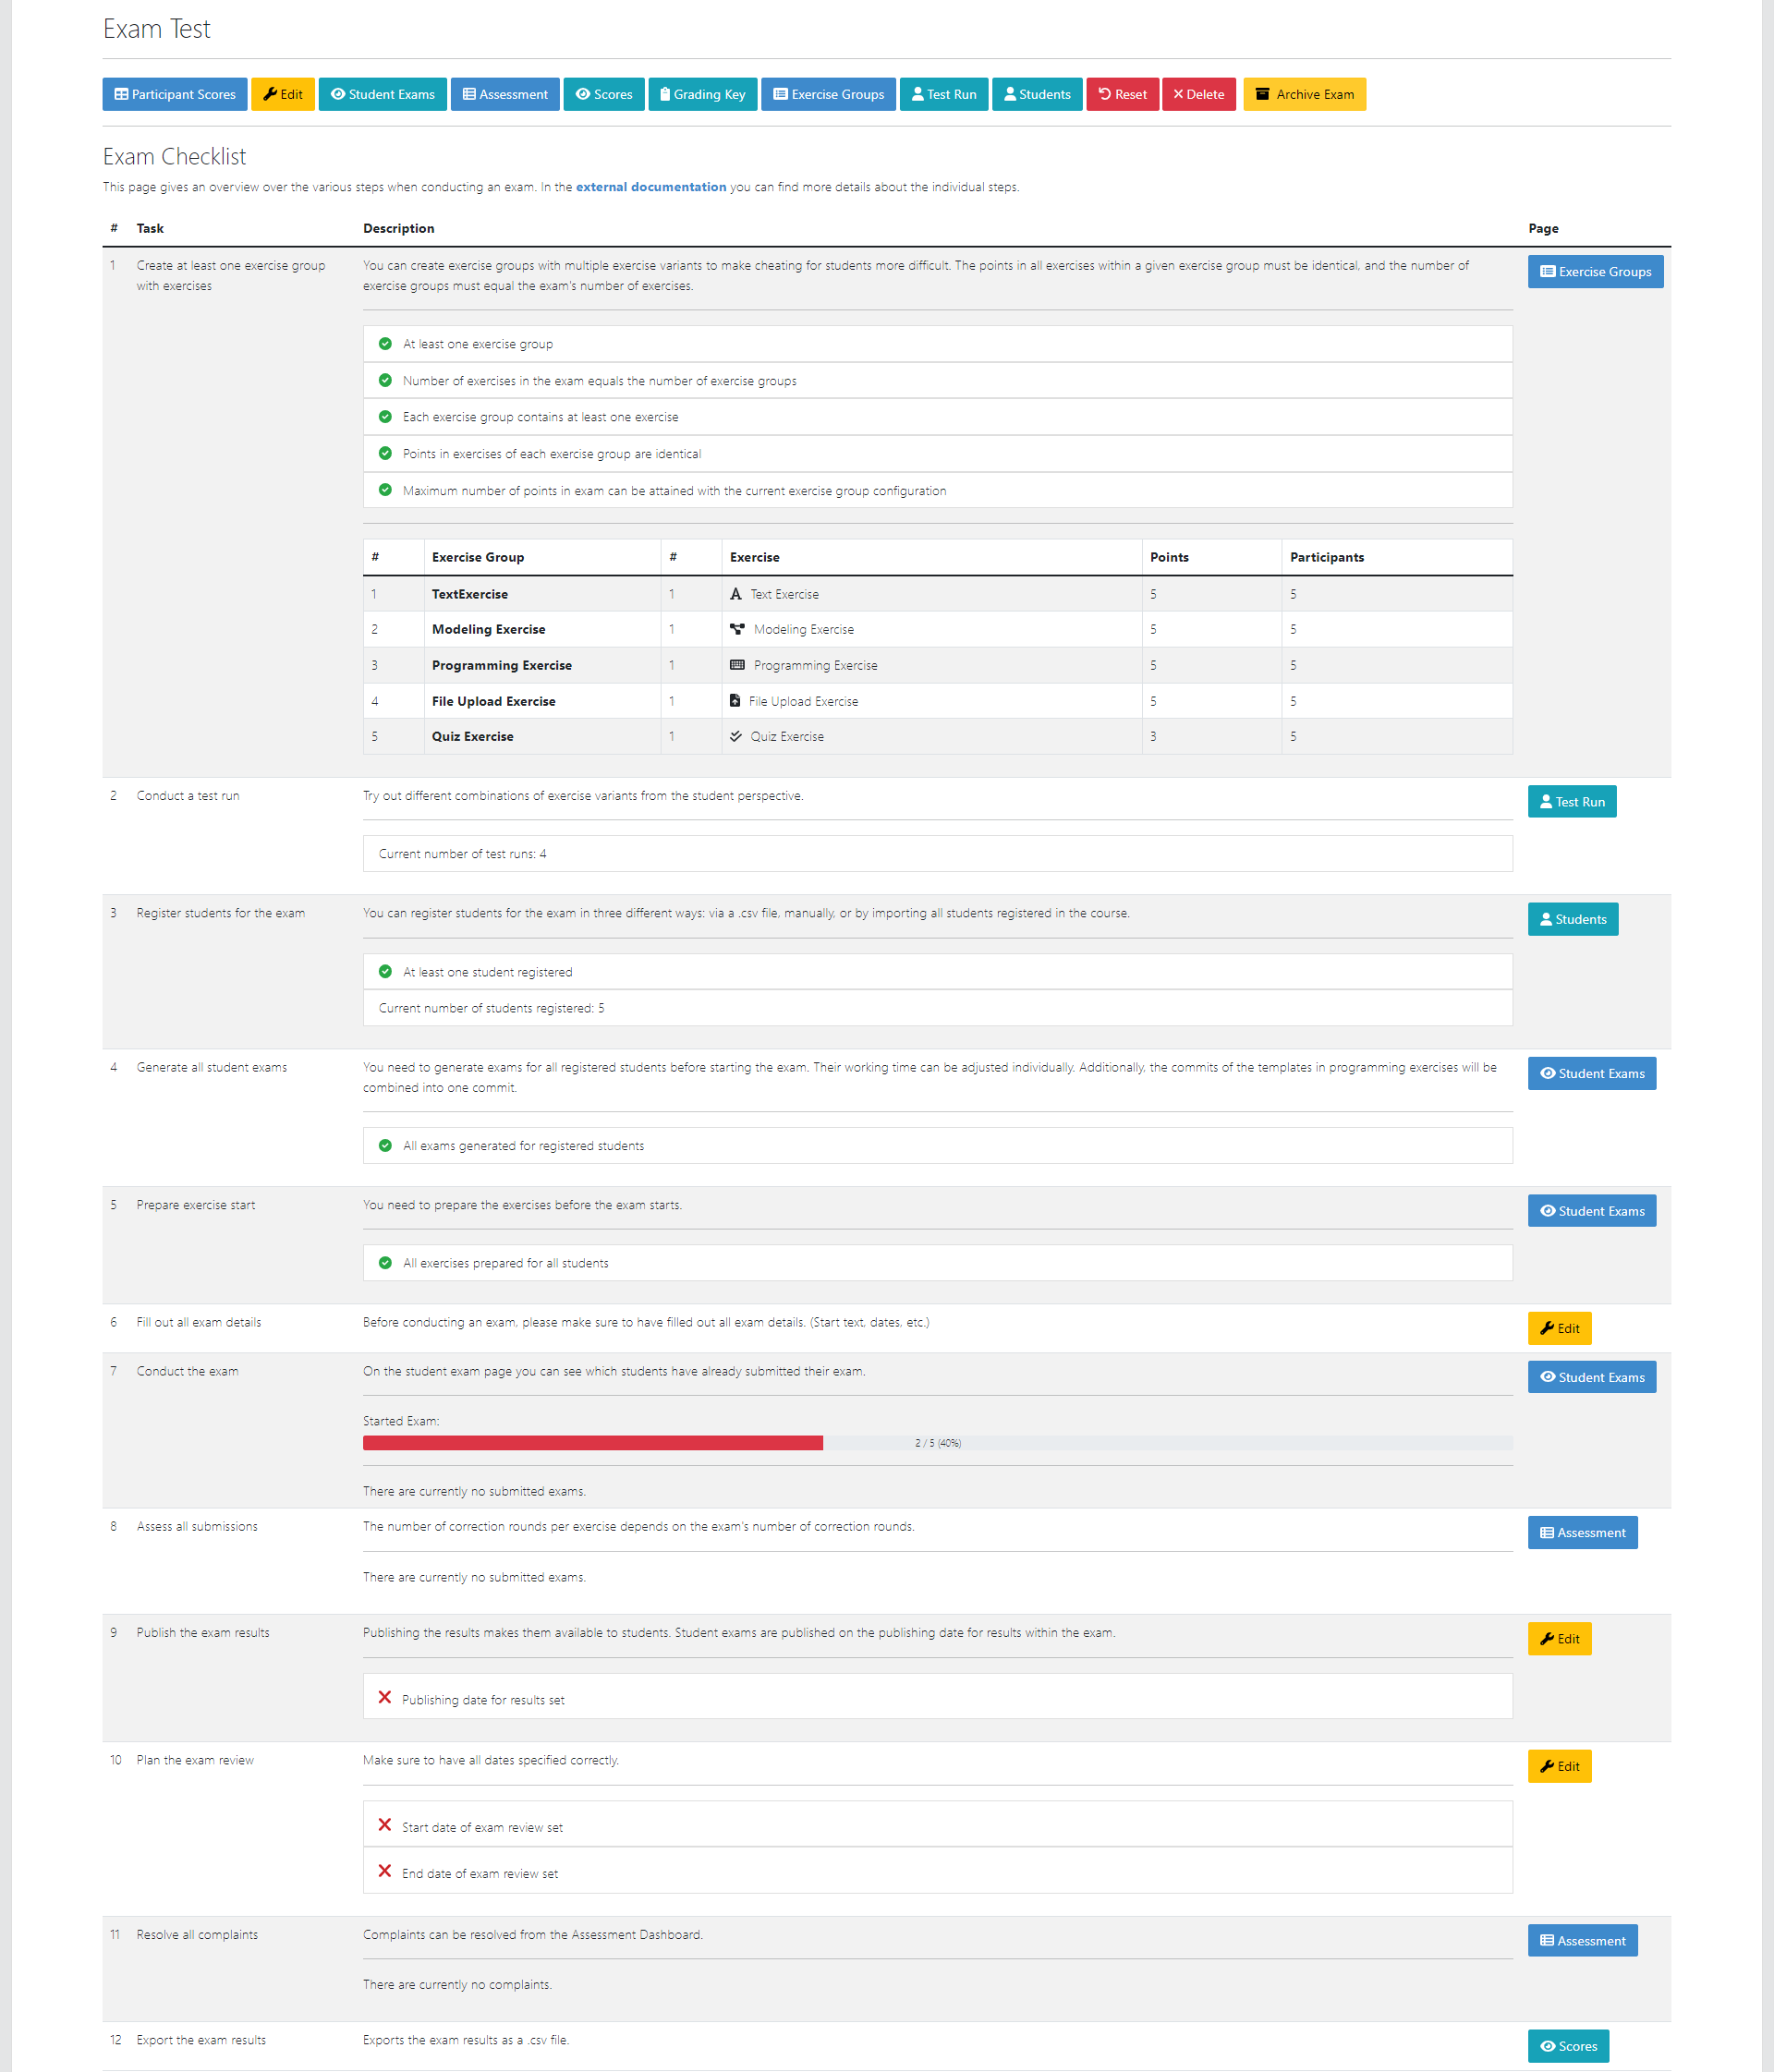 Exam Test
Participant Scores Edit Student Exams Assessment Scores Grading Key Exercise Groups Test Run Students Reset Delete Archive Exam
Exam Checklist
This page gives an overview over the various steps when conducting an exam. In the external documentation you can find more details about the individual steps.
# Task Description Page
1 Create at least one exercise group with exercises
You can create exercise groups with multiple exercise variants to make cheating for students more difficult. The points in all exercises within a given exercise group must be identical, and the number of
exercise groups must equal the exam's number of exercises.
Exercise Groups
At least one exercise group
Number of exercises in the exam equals the number of exercise groups
Each exercise group contains at least one exercise
Points in exercises of each exercise group are identical
Maximum number of points in exam can be attained with the current exercise group configuration
# Exercise Group # Exercise Points Participants
1 TextExercise 1 Text Exercise 5 5
2 Modeling Exercise 1 Modeling Exercise 5 5
3 Programming Exercise 1 Programming Exercise 5 5
4 File Upload Exercise 1 File Upload Exercise 5 5
5 Quiz Exercise 1 Quiz Exercise 3 5
2 Conduct a test run Try out different combinations of exercise variants from the student perspective. Test Run
Current number of test runs: 4
3 Register students for the exam You can register students for the exam in three different ways: via a .csv file, manually, or by importing all students registered in the course. Students
At least one student registered
Current number of students registered: 5
4 Generate all student exams You need to generate exams for all registered students before starting the exam. Their working time can be adjusted individually. Additionally, the commits of the templates in programming exercises will be Student Exams
combined into one commit.
All exams generated for registered students
5 Prepare exercise start You need to prepare the exercises before the exam starts. Student Exams
All exercises prepared for all students
6 Fill out all exam details Before conducting an exam, please make sure to have filled out all exam details. (Start text, dates, etc.) Edit
7 Conduct the exam On the student exam page you can see which students have already submitted their exam. Student Exams
Started Exam:
2 / 5 (40%)
There are currently no submitted exams.
8 Assess all submissions The number of correction rounds per exercise depends on the exam's number of correction rounds. Assessment
There are currently no submitted exams.
9 Publish the exam results Publishing the results makes them available to students. Student exams are published on the publishing date for results within the exam. Edit
Publishing date for results set
10 Plan the exam review Make sure to have all dates specified correctly. Edit
Start date of exam review set
End date of exam review set
11 Resolve all complaints Complaints can be resolved from the Assessment Dashboard. Assessment
There are currently no complaints.
12 Export the exam results Exports the exam results as a .csv file. Scores